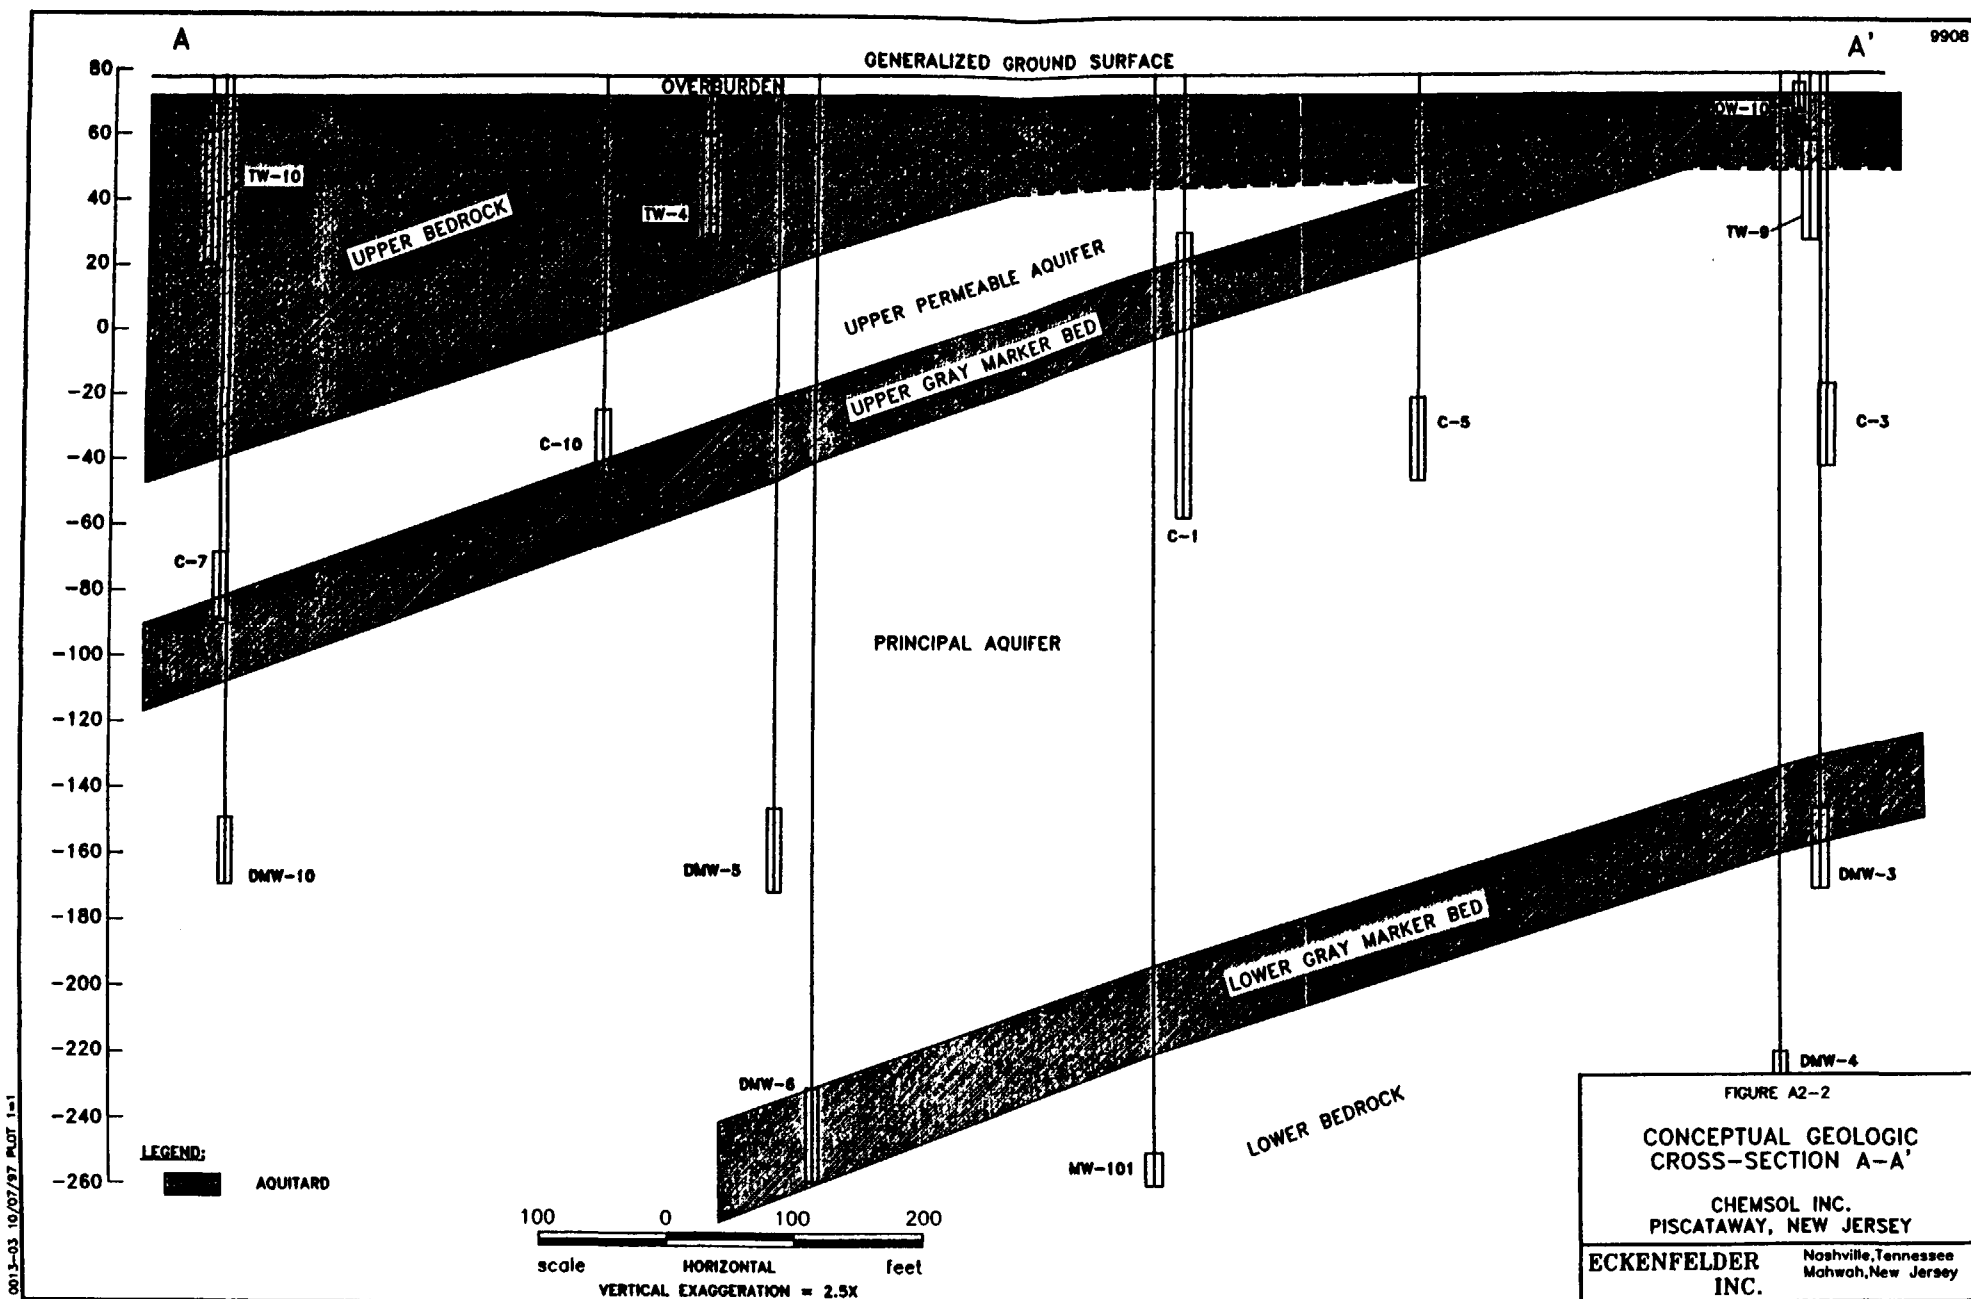 A
A'
9908
GENERALIZED GROUND SURFACE
OVERBURDEN
80
60
40
20
0
-20
-40
-60
-80
-100
-120
-140
-160
-180
-200
-220
-240
-260
TW-10
UPPER BEDROCK
TW-4
OW-10
TW-9
UPPER PERMEABLE AQUIFER
UPPER GRAY MARKER BED
C-10
C-5
C-3
C-7
C-1
PRINCIPAL AQUIFER
DMW-10
DMW-5
DMW-3
LOWER GRAY MARKER BED
DMW-6
DMW-4
MW-101
LOWER BEDROCK
LEGEND:
AQUITARD
100 0 100 200
scale HORIZONTAL feet
VERTICAL EXAGGERATION = 2.5X
FIGURE A2-2
CONCEPTUAL GEOLOGIC
CROSS-SECTION A-A'
CHEMSOL INC.
PISCATAWAY, NEW JERSEY
ECKENFELDER
INC.
Nashville,Tennessee
Mahwah,New Jersey
0013-03 10/07/97 PLOT 1=1